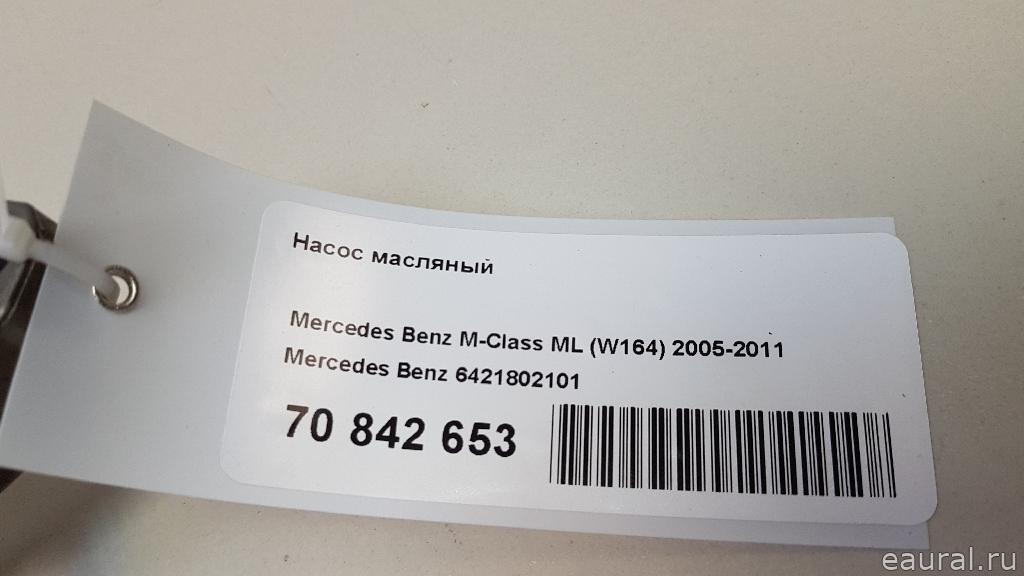 Насос масляный
Mercedes Benz M-Class ML (W164) 2005-2011
Mercedes Benz 6421802101
70 842 653
eaural.ru